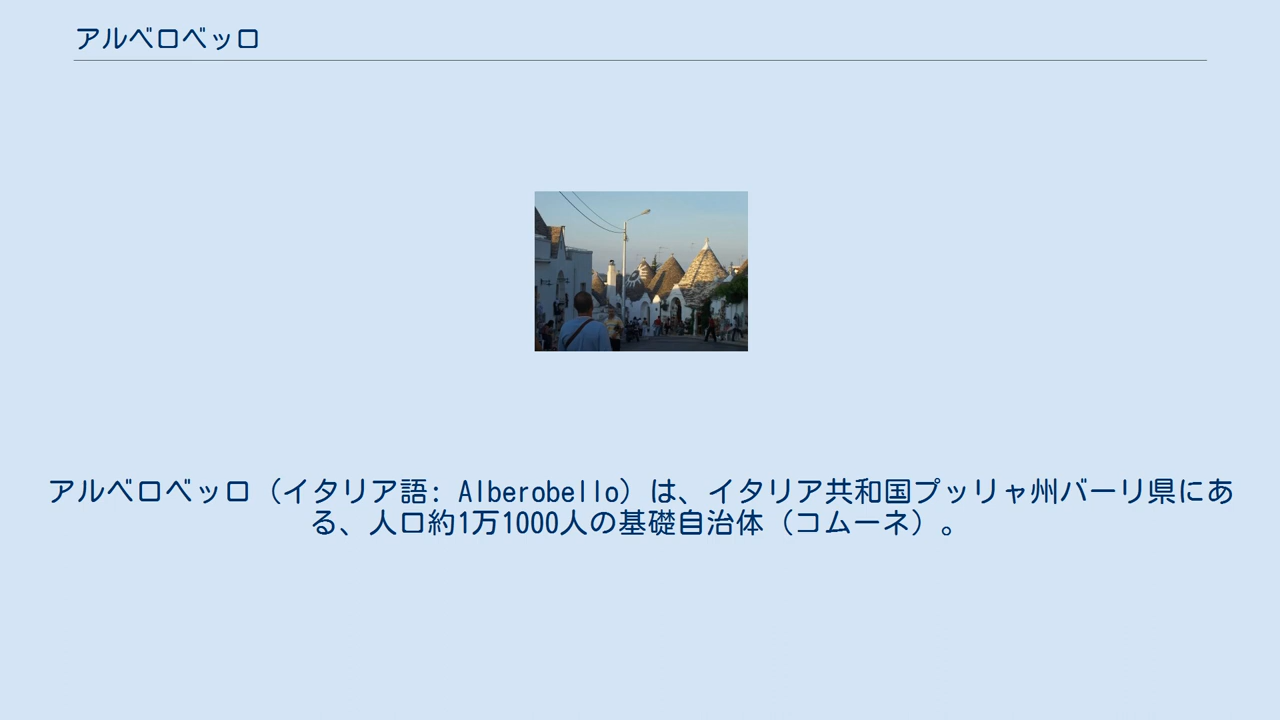 アルベロベッロ
アルベロベッロ（イタリア語: Alberobello）は、イタリア共和国プッリャ州バーリ県にあ
る、人口約1万1000人の基礎自治体（コムーネ）。